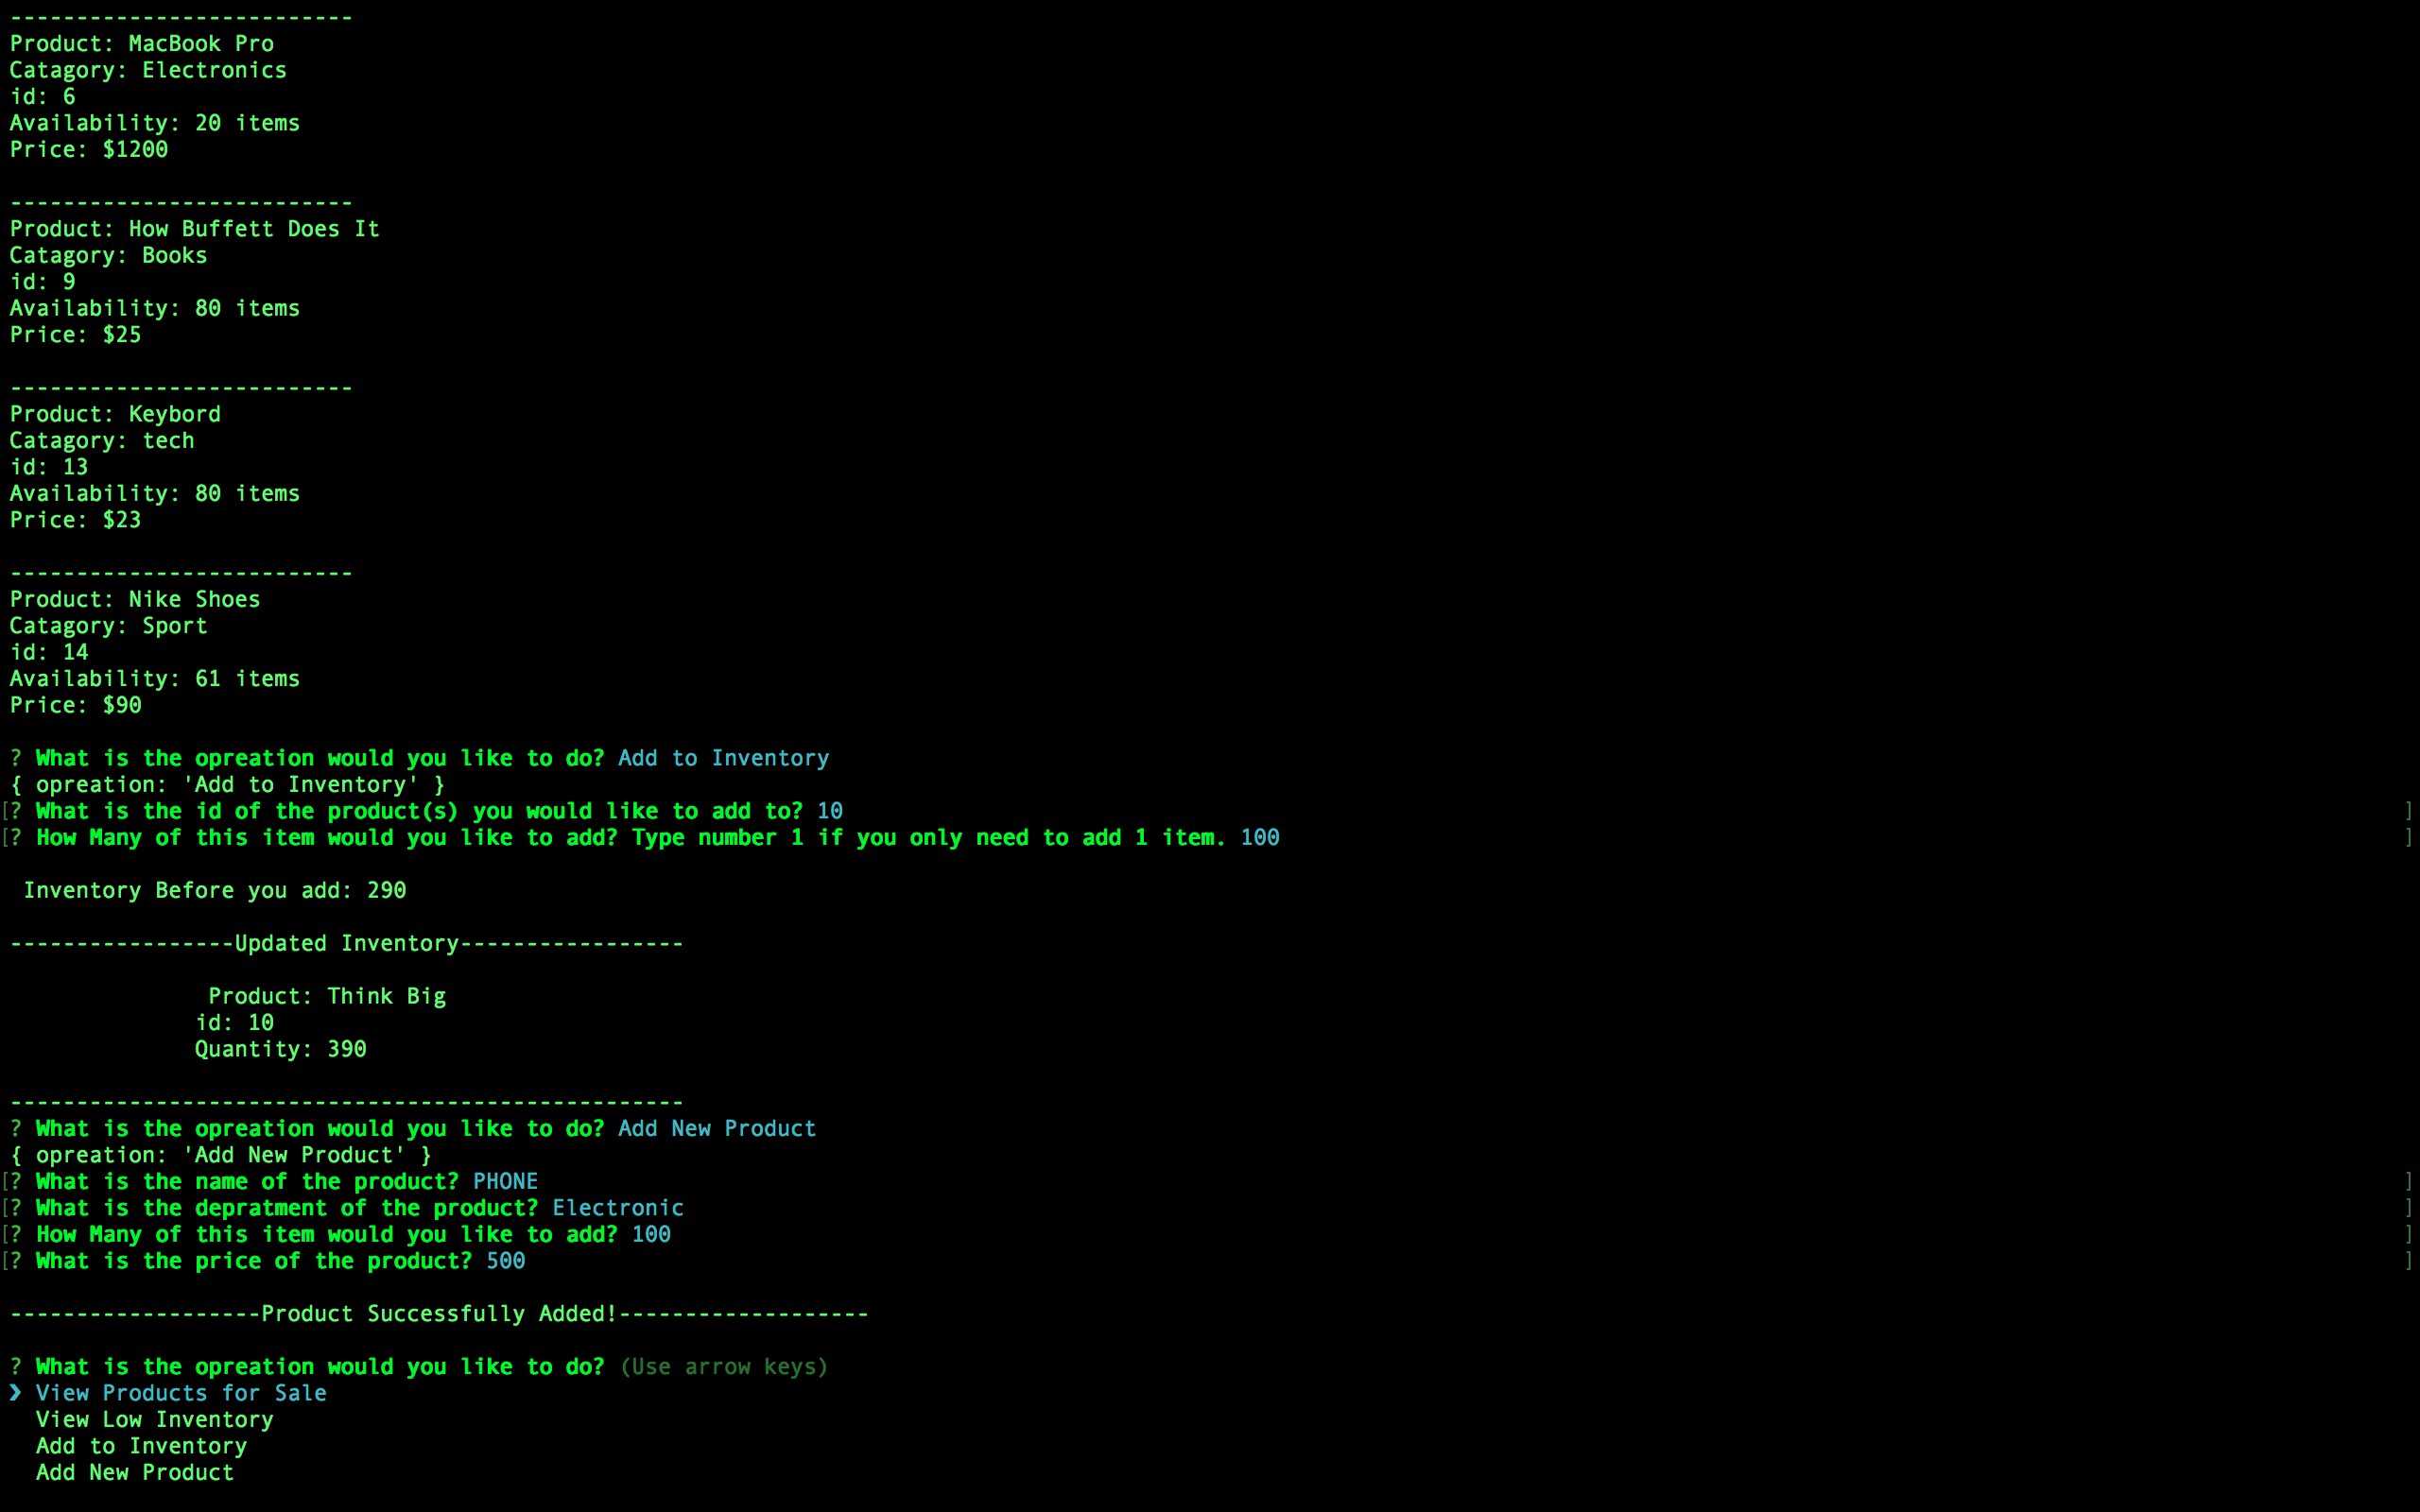 --------------------------
Product: MacBook Pro
Catagory: Electronics
id: 6
Availability: 20 items
Price: $1200
--------------------------
Product: How Buffett Does It
Catagory: Books
id: 9
Availability: 80 items
Price: $25
--------------------------
Product: Keybord
Catagory: tech
id: 13
Availability: 80 items
Price: $23
--------------------------
Product: Nike Shoes
Catagory: Sport
id: 14
Availability: 61 items
Price: $90
? What is the opreation would you like to do? Add to Inventory
{ opreation: 'Add to Inventory' }
[? What is the id of the product(s) you would like to add to? 10 ]
[? How Many of this item would you like to add? Type number 1 if you only need to add 1 item. 100 ]
Inventory Before you add: 290
-----------------Updated Inventory-----------------
Product: Think Big
id: 10
Quantity: 390
---------------------------------------------------
? What is the opreation would you like to do? Add New Product
{ opreation: 'Add New Product' }
[? What is the name of the product? PHONE ]
[? What is the depratment of the product? Electronic ]
[? How Many of this item would you like to add? 100 ]
[? What is the price of the product? 500 ]
-------------------Product Successfully Added!-------------------
? What is the opreation would you like to do? (Use arrow keys)
❯ View Products for Sale
View Low Inventory
Add to Inventory
Add New Product